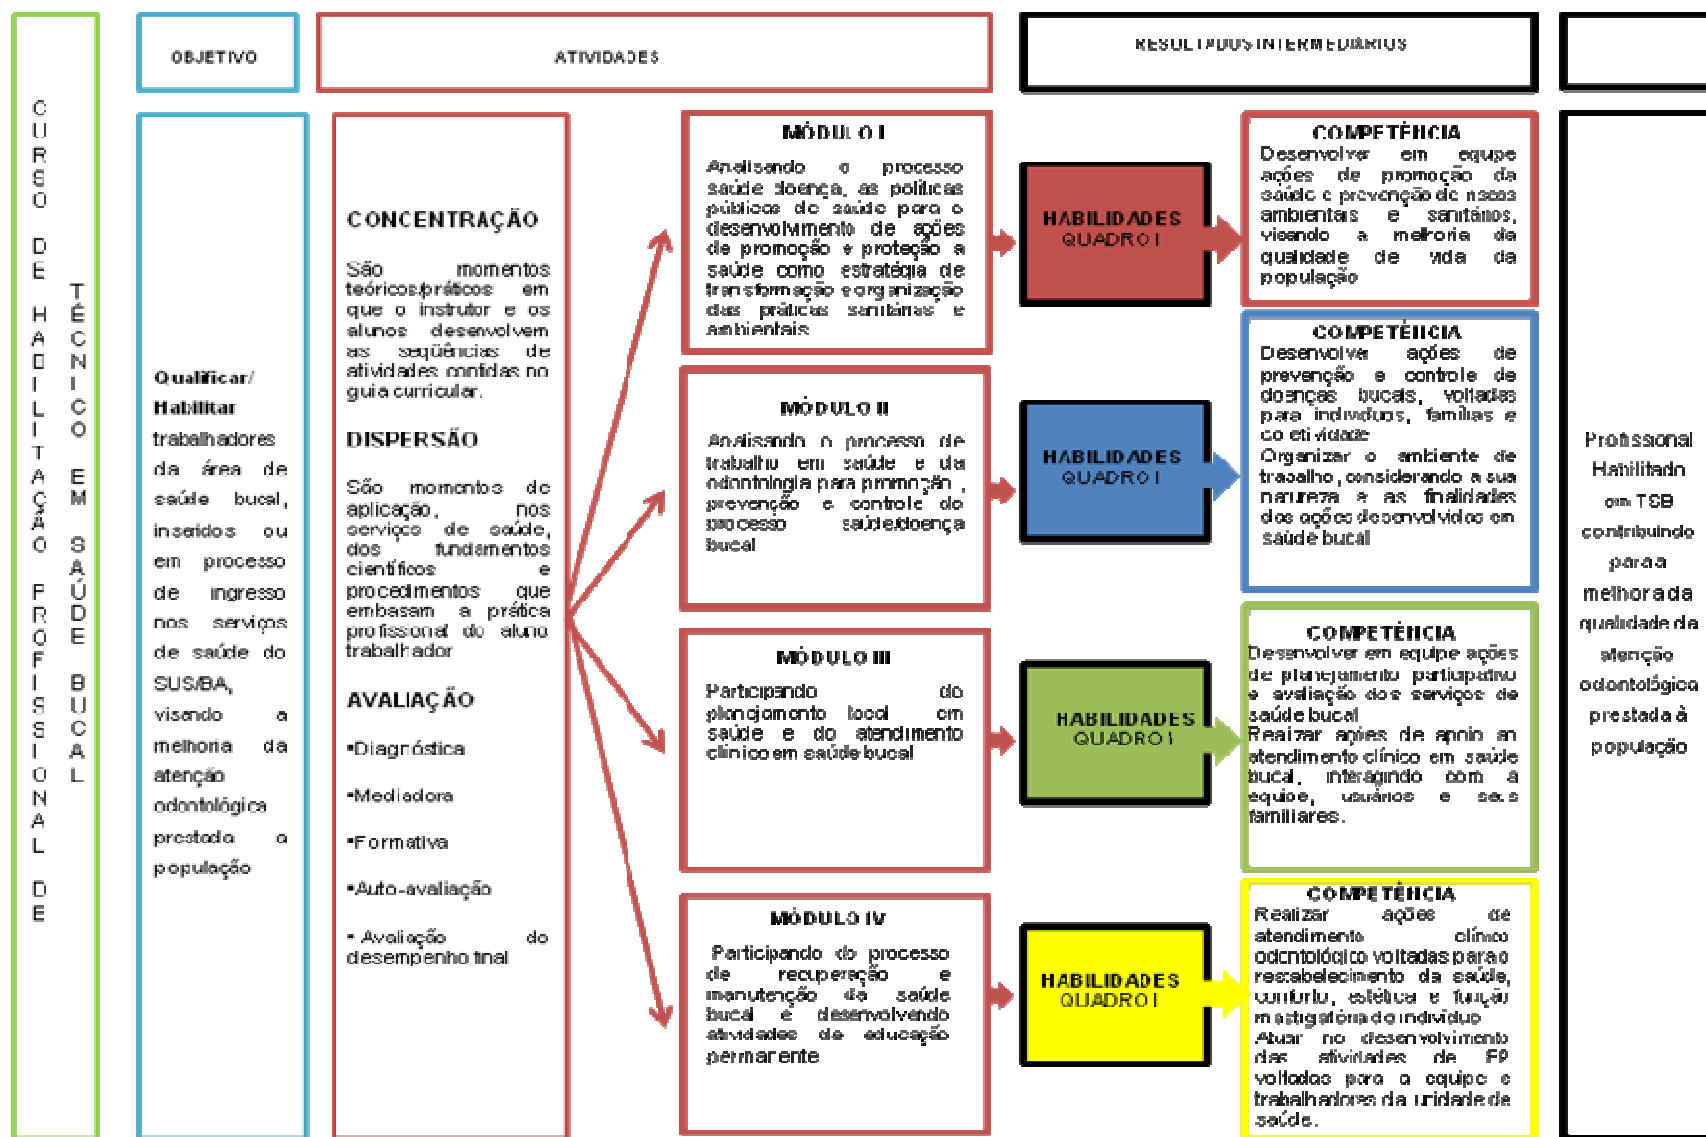 CURSO DE HABILITAÇÃO PROFISSIONAL DE
TÉCNICO EM SAÚDE BUCAL
OBJETIVO
Qualificar/
Habilitar
trabalhadores
da área de
saúde bucal,
inseridos ou
em processo
de ingresso
nos serviços
de saúde do
SUS/BA,
visando a
melhoria da
atenção
odontológica
prestada a
população
ATIVIDADES
CONCENTRAÇÃO
São momentos
teóricos/práticos em
que o instrutor e os
alunos desenvolvem
as seqüências de
atividades contidas no
guia curricular.
DISPERSÃO
São momentos de
aplicação, nos
serviços de saúde,
dos fundamentos
científicos e
procedimentos que
embasam a prática
profissional do aluno
trabalhador
AVALIAÇÃO
•Diagnóstica
•Mediadora
•Formativa
•Auto-avaliação
• Avaliação do
desempenho final
MÓDULO I
Analisando o processo
saúde doença, as políticas
públicas de saúde para o
desenvolvimento de ações
de promoção e proteção a
saúde como estratégia de
transformação e organização
das práticas sanitárias e
ambientais
MÓDULO II
Analisando o processo de
trabalho em saúde e da
odontologia para promoção ,
prevenção e controle do
processo saúde/doença
bucal
MÓDULO III
Participando do
planejamento local em
saúde e do atendimento
clínico em saúde bucal
MÓDULO IV
Participando do processo
de recuperação e
manutenção da saúde
bucal e desenvolvendo
atividades de educação
permanente
RESULTADOS INTERMEDIÁRIOS
HABILIDADES
QUADRO I
HABILIDADES
QUADRO I
HABILIDADES
QUADRO I
HABILIDADES
QUADRO I
COMPETÊNCIA
Desenvolver em equipe
ações de promoção da
saúde e prevenção de riscos
ambientais e sanitários,
visando a melhoria da
qualidade de vida da
população
COMPETÊNCIA
Desenvolver ações de
prevenção e controle de
doenças bucais, voltadas
para indivíduos, famílias e
coletividade
Organizar o ambiente de
trabalho, considerando a sua
natureza e as finalidades
das ações desenvolvidas em
saúde bucal
COMPETÊNCIA
Desenvolver em equipe ações
de planejamento participativo
e avaliação dos serviços de
saúde bucal
Realizar ações de apoio ao
atendimento clínico em saúde
bucal, interagindo com a
equipe, usuários e seus
familiares.
COMPETÊNCIA
Realizar ações de
atendimento clínico
odontológico voltadas para o
restabelecimento da saúde,
conforto, estética e função
mastigatória do indivíduo
Atuar no desenvolvimento
das atividades de EP
voltadas para a equipe e
trabalhadores da unidade de
saúde.
Profissional
Habilitado
em TSB
contribuindo
para a
melhora da
qualidade da
atenção
odontológica
prestada à
população